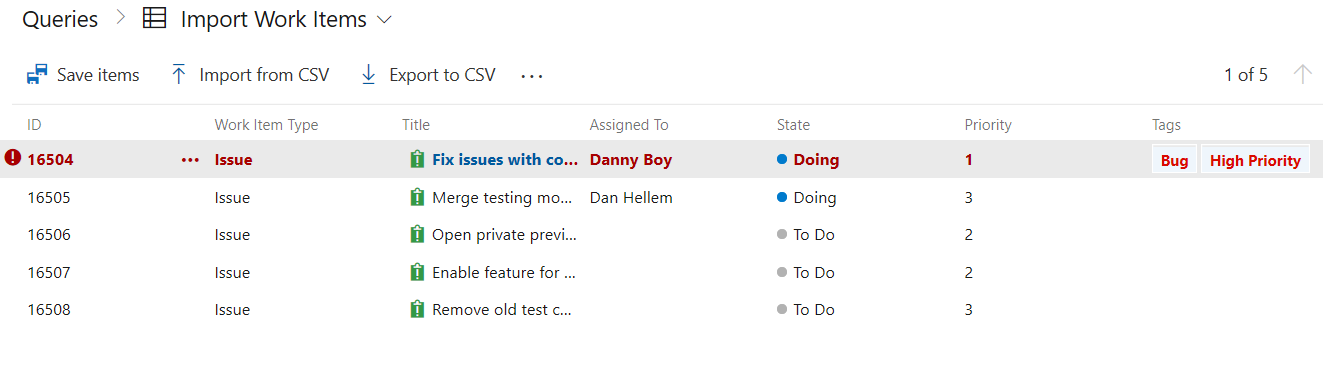 Queries > Import Work Items
Save items Import from CSV Export to CSV ... 1 of 5
ID Work Item Type Title Assigned To State Priority Tags
16504 ... Issue Fix issues with co... Danny Boy Doing 1 Bug High Priority
16505 Issue Merge testing mo... Dan Hellem Doing 3
16506 Issue Open private previ... To Do 2
16507 Issue Enable feature for ... To Do 2
16508 Issue Remove old test c... To Do 3